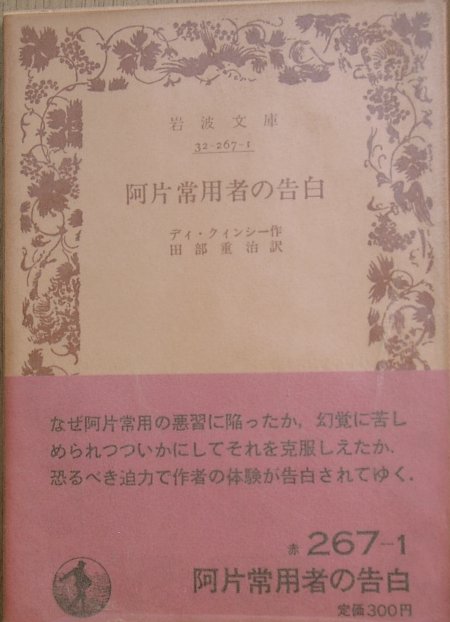 岩波文庫
32-267-1
阿片常用者の告白
ディ・クィンシー作
田部重治訳
なぜ阿片常用の悪習に陥ったか，幻覚に苦し
められつついかにしてそれを克服しえたか．
恐るべき迫力で作者の体験が告白されてゆく．
赤 267-1
阿片常用者の告白
定価300円